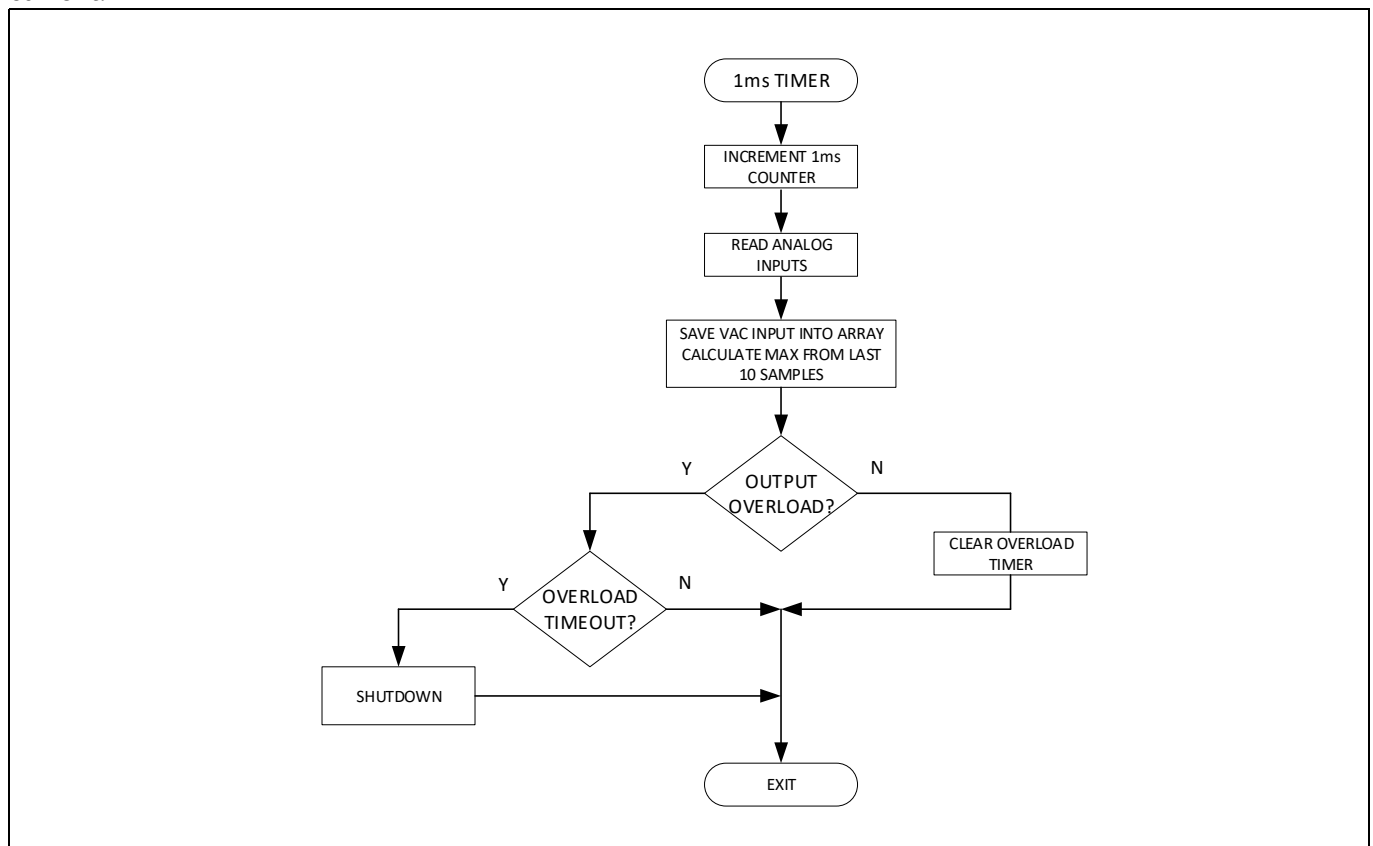 1ms TIMER
INCREMENT 1ms
COUNTER
READ ANALOG
INPUTS
SAVE VAC INPUT INTO ARRAY
CALCULATE MAX FROM LAST
10 SAMPLES
Y
N
OUTPUT
OVERLOAD?
CLEAR OVERLOAD
TIMER
Y
N
OVERLOAD
TIMEOUT?
SHUTDOWN
EXIT